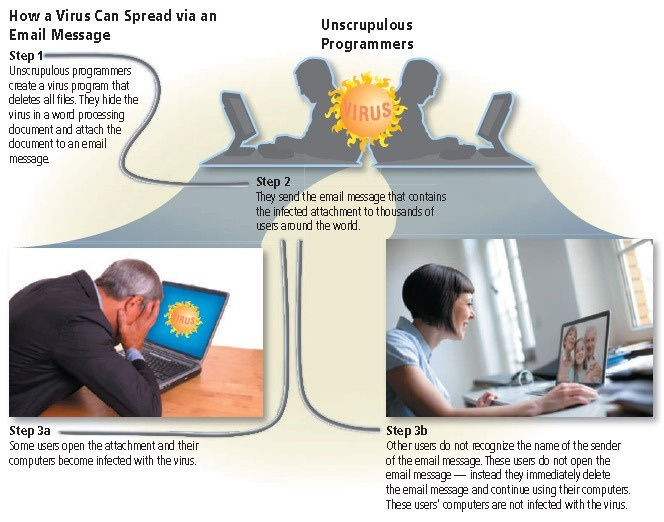 How a Virus Can Spread via an
Email Message
Unscrupulous
Programmers
Step 1
Unscrupulous programmers
create a virus program that
deletes all files. They hide the
virus in a word processing
document and attach the
document to an email
message.
VIRUS
Step 2
They send the email message that contains
the infected attachment to thousands of
users around the world.
VIRUS
Step 3a
Some users open the attachment and their
computers become infected with the virus.
Step 3b
Other users do not recognize the name of the sender
of the email message. These users do not open the
email message — instead they immediately delete
the email message and continue using their computers.
These users' computers are not infected with the virus.